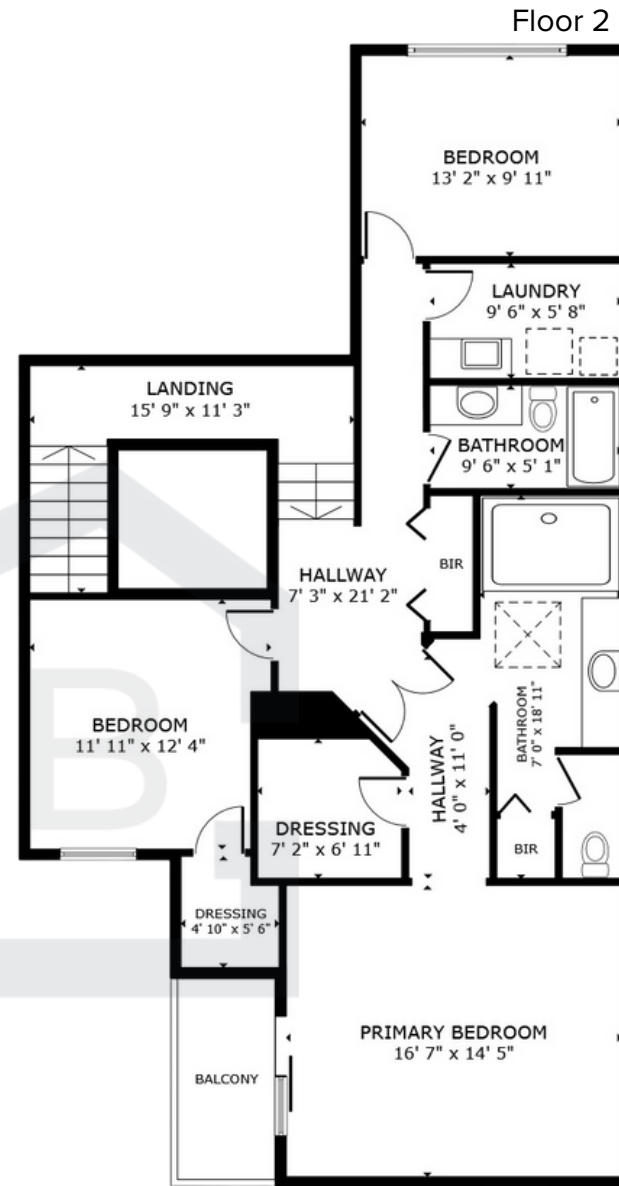 Floor 2
BEDROOM
13' 2" x 9' 11"
LAUNDRY
9' 6" x 5' 8"
LANDING
15' 9" x 11' 3"
BATHROOM
9' 6" x 5' 1"
BIR
HALLWAY
7' 3" x 21' 2"
BATHROOM
7' 0" x 18' 11"
BEDROOM
11' 11" x 12' 4"
HALLWAY
4' 0" x 11' 0"
DRESSING
7' 2" x 6' 11"
BIR
DRESSING
4' 10" x 5' 6"
PRIMARY BEDROOM
16' 7" x 14' 5"
BALCONY
B